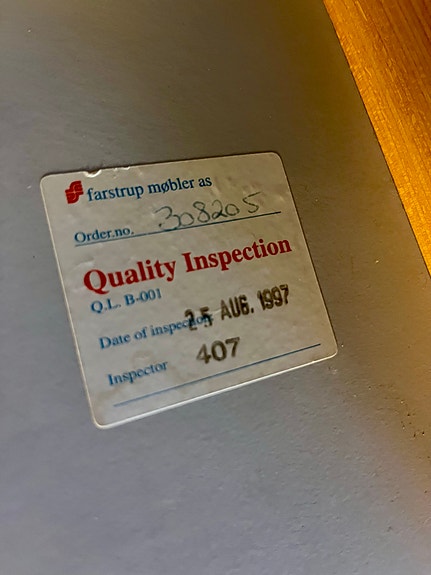 farstrup møbler as
Order.no. 308205
Quality Inspection
Q.L. B-001
Date of inspection 25 AUG. 1997
Inspector 407